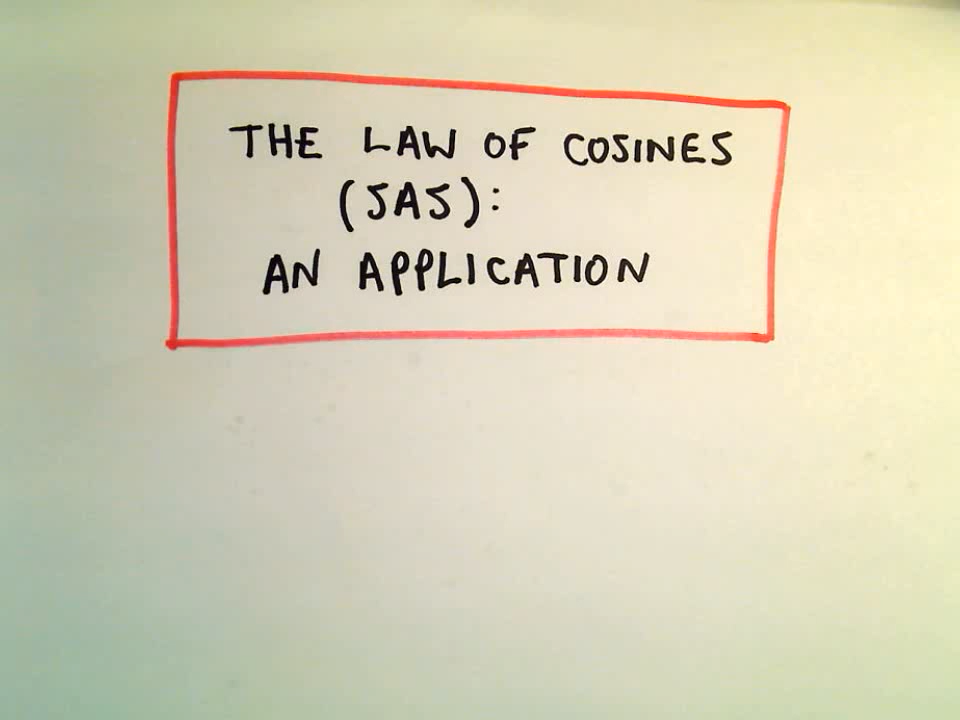 THE LAW OF COSINES
(SAS):
AN APPLICATION